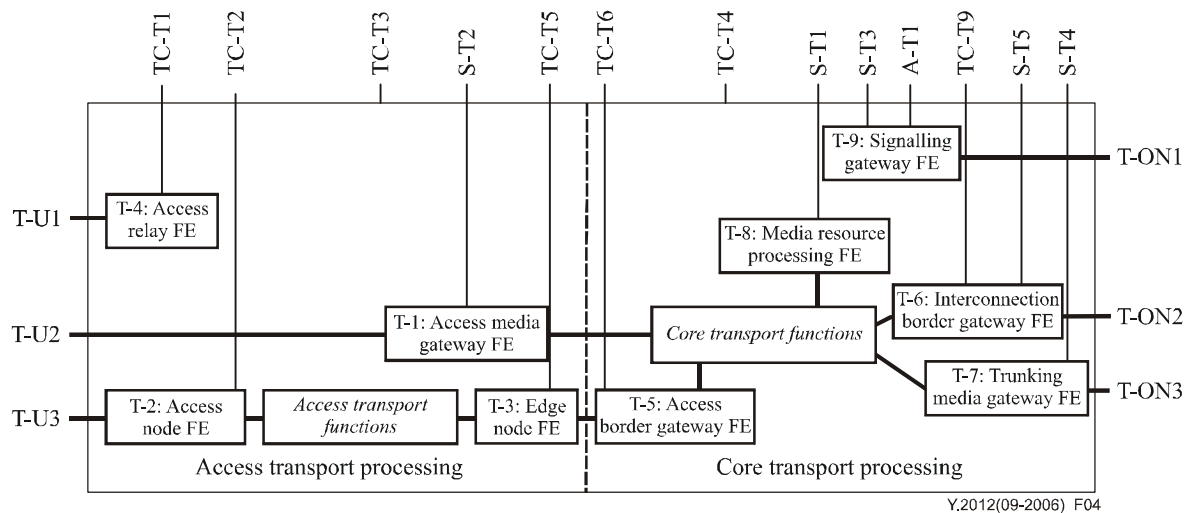 TC-T1
TC-T2
TC-T3
S-T2
TC-T5
TC-T6
TC-T4
S-T1
S-T3
A-T1
TC-T9
S-T5
S-T4
T-9: Signalling
gateway FE
T-ON1
T-U1
T-4: Access
relay FE
T-8: Media resource
processing FE
T-U2
T-1: Access media
gateway FE
Core transport functions
T-6: Interconnection
border gateway FE
T-ON2
T-7: Trunking
media gateway FE
T-ON3
T-U3
T-2: Access
node FE
Access transport
functions
T-3: Edge
node FE
T-5: Access
border gateway FE
Access transport processing
Core transport processing
Y.2012(09-2006) F04